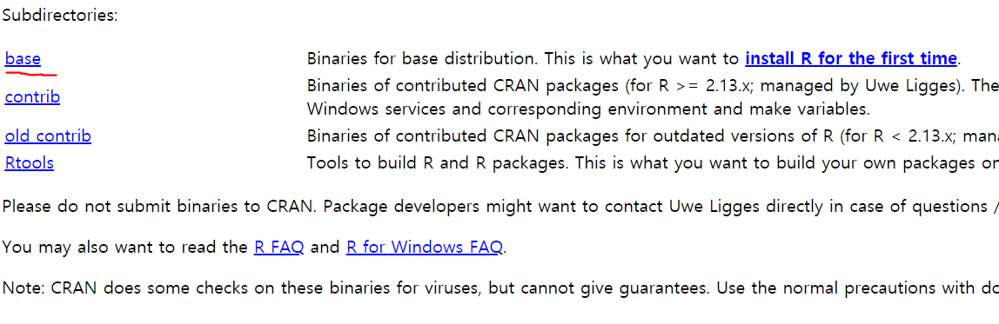 Subdirectories:
base Binaries for base distribution. This is what you want to install R for the first time.
contrib Binaries of contributed CRAN packages (for R >= 2.13.x; managed by Uwe Ligges). The
Windows services and corresponding environment and make variables.
old contrib Binaries of contributed CRAN packages for outdated versions of R (for R < 2.13.x;
Rtools Tools to build R and R packages. This is what you want to build your own packages on
Please do not submit binaries to CRAN. Package developers might want to contact Uwe Ligges directly in case of questions /
You may also want to read the R FAQ and R for Windows FAQ.
Note: CRAN does some checks on these binaries for viruses, but cannot give guarantees. Use the normal precautions with